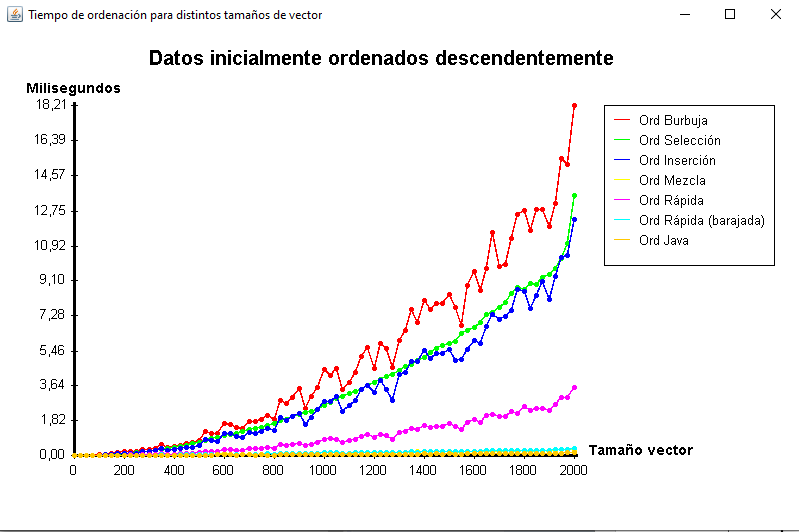 Tiempo de ordenación para distintos tamaños de vector
Datos inicialmente ordenados descendentemente
Milisegundos
18,21
16,39
14,57
12,75
10,92
9,10
7,28
5,46
3,64
1,82
0,00
0 200 400 600 800 1000 1200 1400 1600 1800 2000
Tamaño vector
Ord Burbuja
Ord Selección
Ord Inserción
Ord Mezcla
Ord Rápida
Ord Rápida (barajada)
Ord Java